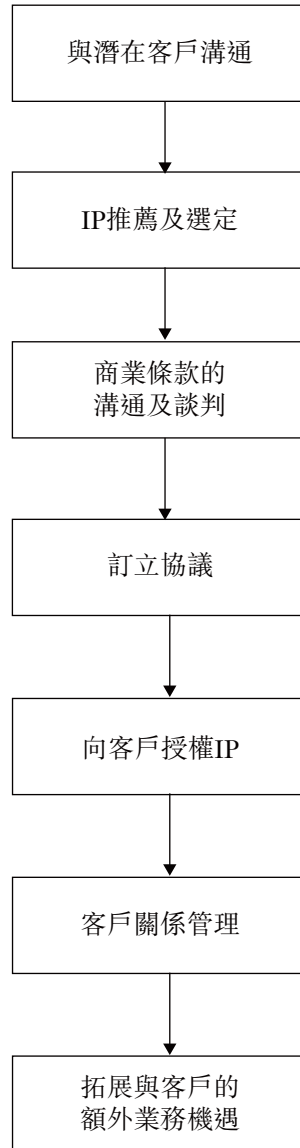 與潛在客戶溝通
IP推薦及選定
商業條款的
溝通及談判
訂立協議
向客戶授權IP
客戶關係管理
拓展與客戶的
額外業務機遇